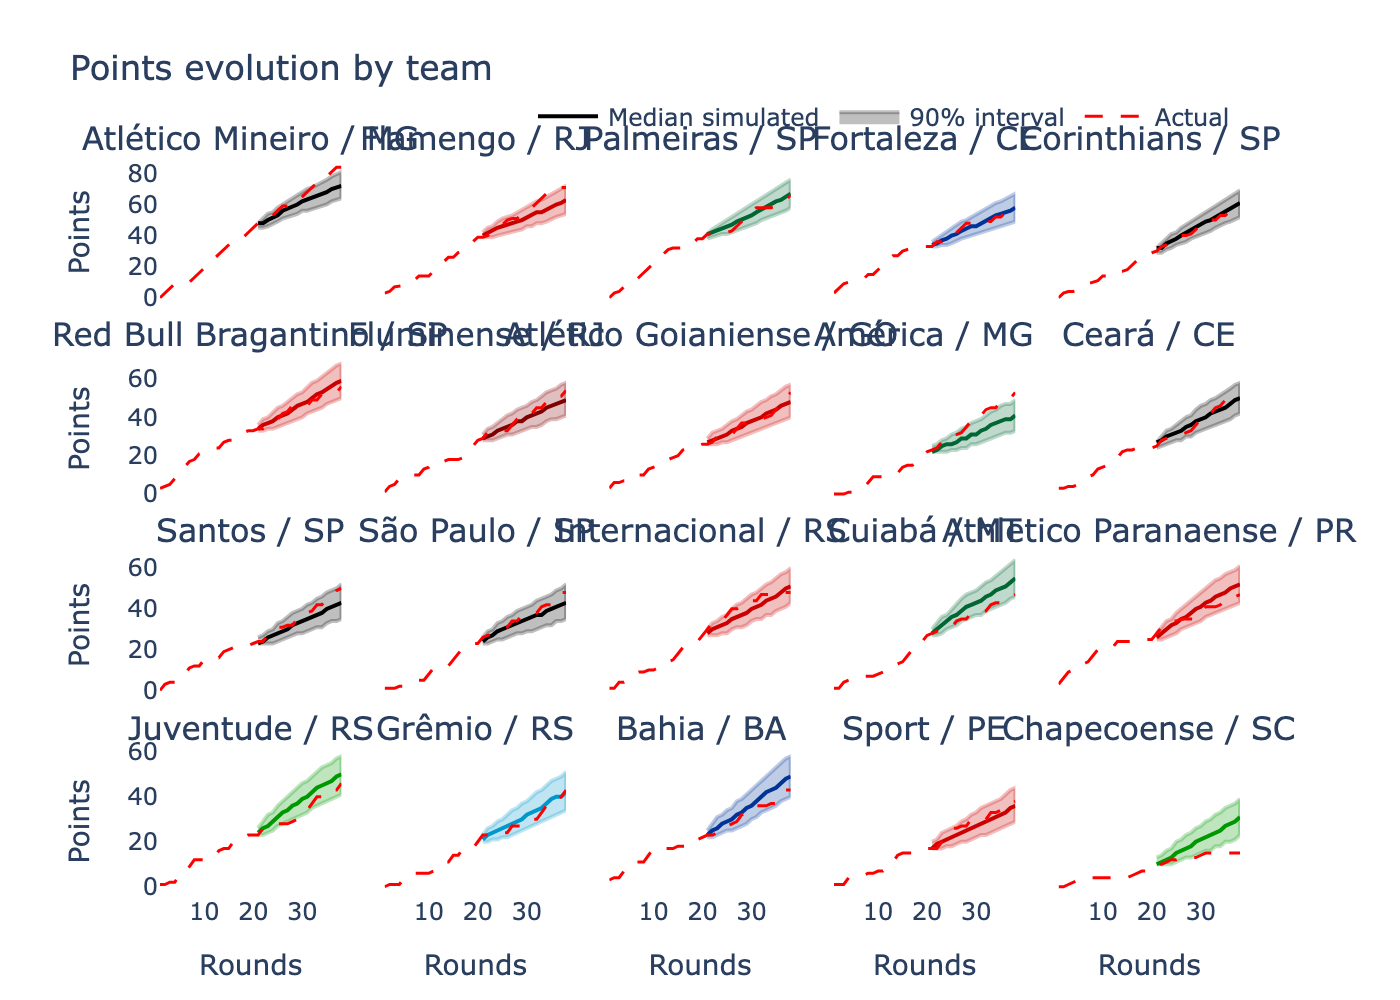 Points evolution by team
Median simulated 90% interval Actual
Atlético Mineiro / MG Flamengo / RJ Palmeiras / SP Fortaleza / CE Corinthians / SP
80
60
40
20
0
Points
Red Bull Bragantino / SP Fluminense / RJ Atlético Goianiense / GO América / MG Ceará / CE
60
40
20
0
Points
Santos / SP São Paulo / SP Internacional / RS Cuiabá / MT Athlético Paranaense / PR
60
40
20
0
Points
Juventude / RS Grêmio / RS Bahia / BA Sport / PE Chapecoense / SC
60
40
20
0
Points
10 20 30 10 20 30 10 20 30 10 20 30 10 20 30
Rounds Rounds Rounds Rounds Rounds